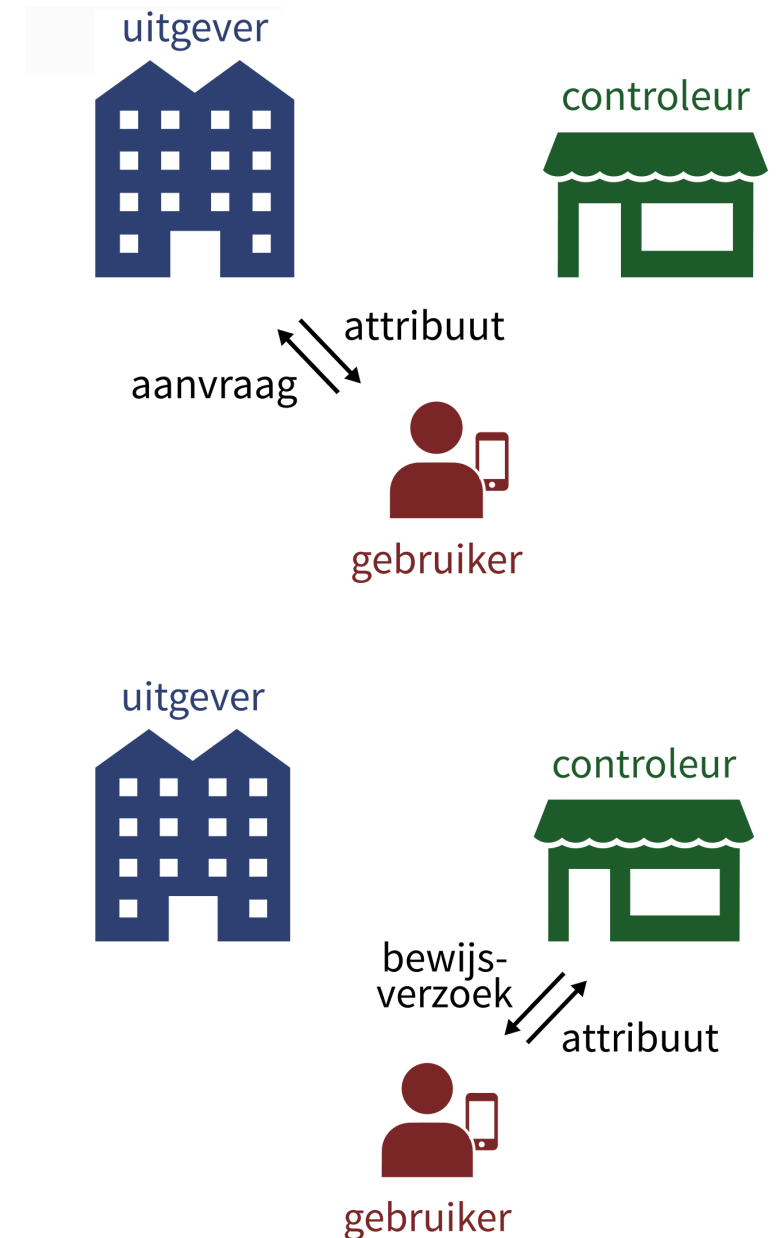 uitgever
controleur
attribuut
aanvraag
gebruiker
uitgever
controleur
bewijs-
verzoek
attribuut
gebruiker